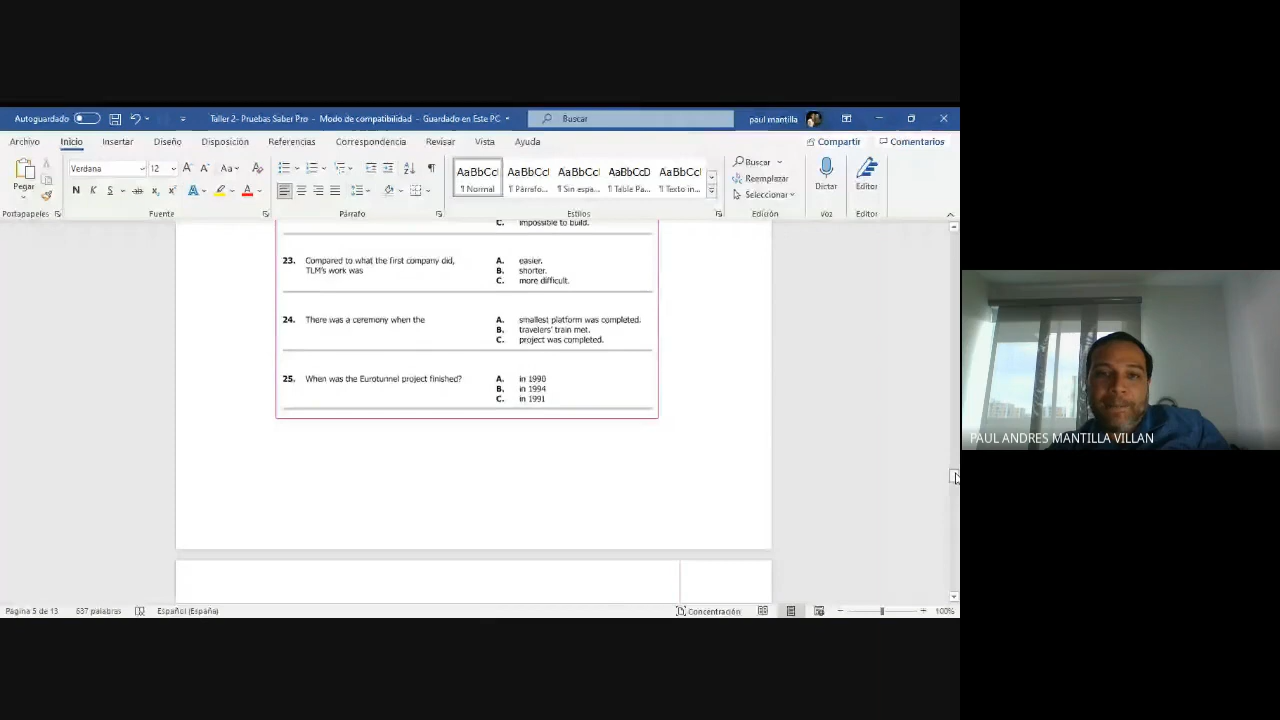 Autoguardado
Taller 2- Pruebas Saber Pro - Modo de compatibilidad - Guardado en Este PC
Buscar
paul mantilla
Archivo Inicio Insertar Diseño Disposición Referencias Correspondencia Revisar Vista Ayuda
Compartir Comentarios
Pegar
Verdana 12
N K S
AaBbCcI AaBbCcI AaBbCcI AaBbCcD AaBbCcI
¶ Normal ¶ Párrafo... ¶ Sin espa... ¶ Table Pa... ¶ Texto in...
Buscar
Reemplazar
Seleccionar
Dictar
Editor
Portapapeles Fuente Párrafo Estilos Edición Voz Editor
C. impossible to build.
23. Compared to what the first company did,
TLM's work was
A. easier.
B. shorter.
C. more difficult.
24. There was a ceremony when the
A. smallest platform was completed.
B. travelers' train met.
C. project was completed.
25. When was the Eurotunnel project finished?
A. in 1990
B. in 1994
C. in 1991
Página 5 de 13 637 palabras Español (España) Concentración 100%
PAUL ANDRES MANTILLA VILLAN